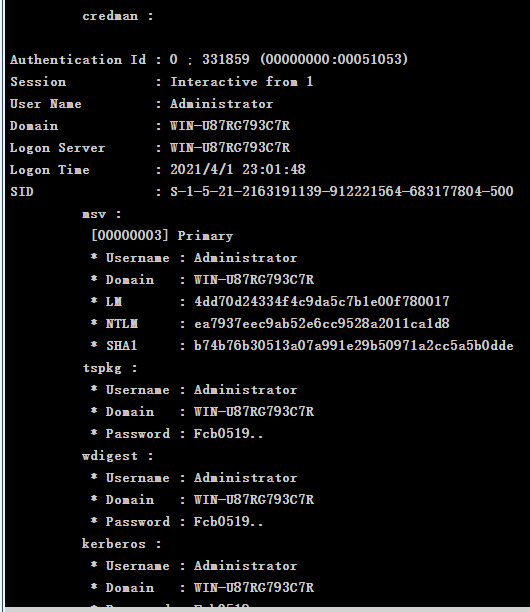 credman :
Authentication Id : 0 ; 331859 (00000000:00051053)
Session : Interactive from 1
User Name : Administrator
Domain : WIN-U87RG793C7R
Logon Server : WIN-U87RG793C7R
Logon Time : 2021/4/1 23:01:48
SID : S-1-5-21-2163191139-912221564-683177804-500
msv :
[00000003] Primary
* Username : Administrator
* Domain : WIN-U87RG793C7R
* LM : 4dd70d24334f4c9da5c7b1e00f780017
* NTLM : ea7937eec9ab52e6cc9528a2011ca1d8
* SHA1 : b74b76b30513a07a991e29b50971a2cc5a5b0dde
tspkg :
* Username : Administrator
* Domain : WIN-U87RG793C7R
* Password : Fcb0519..
wdigest :
* Username : Administrator
* Domain : WIN-U87RG793C7R
* Password : Fcb0519..
kerberos :
* Username : Administrator
* Domain : WIN-U87RG793C7R